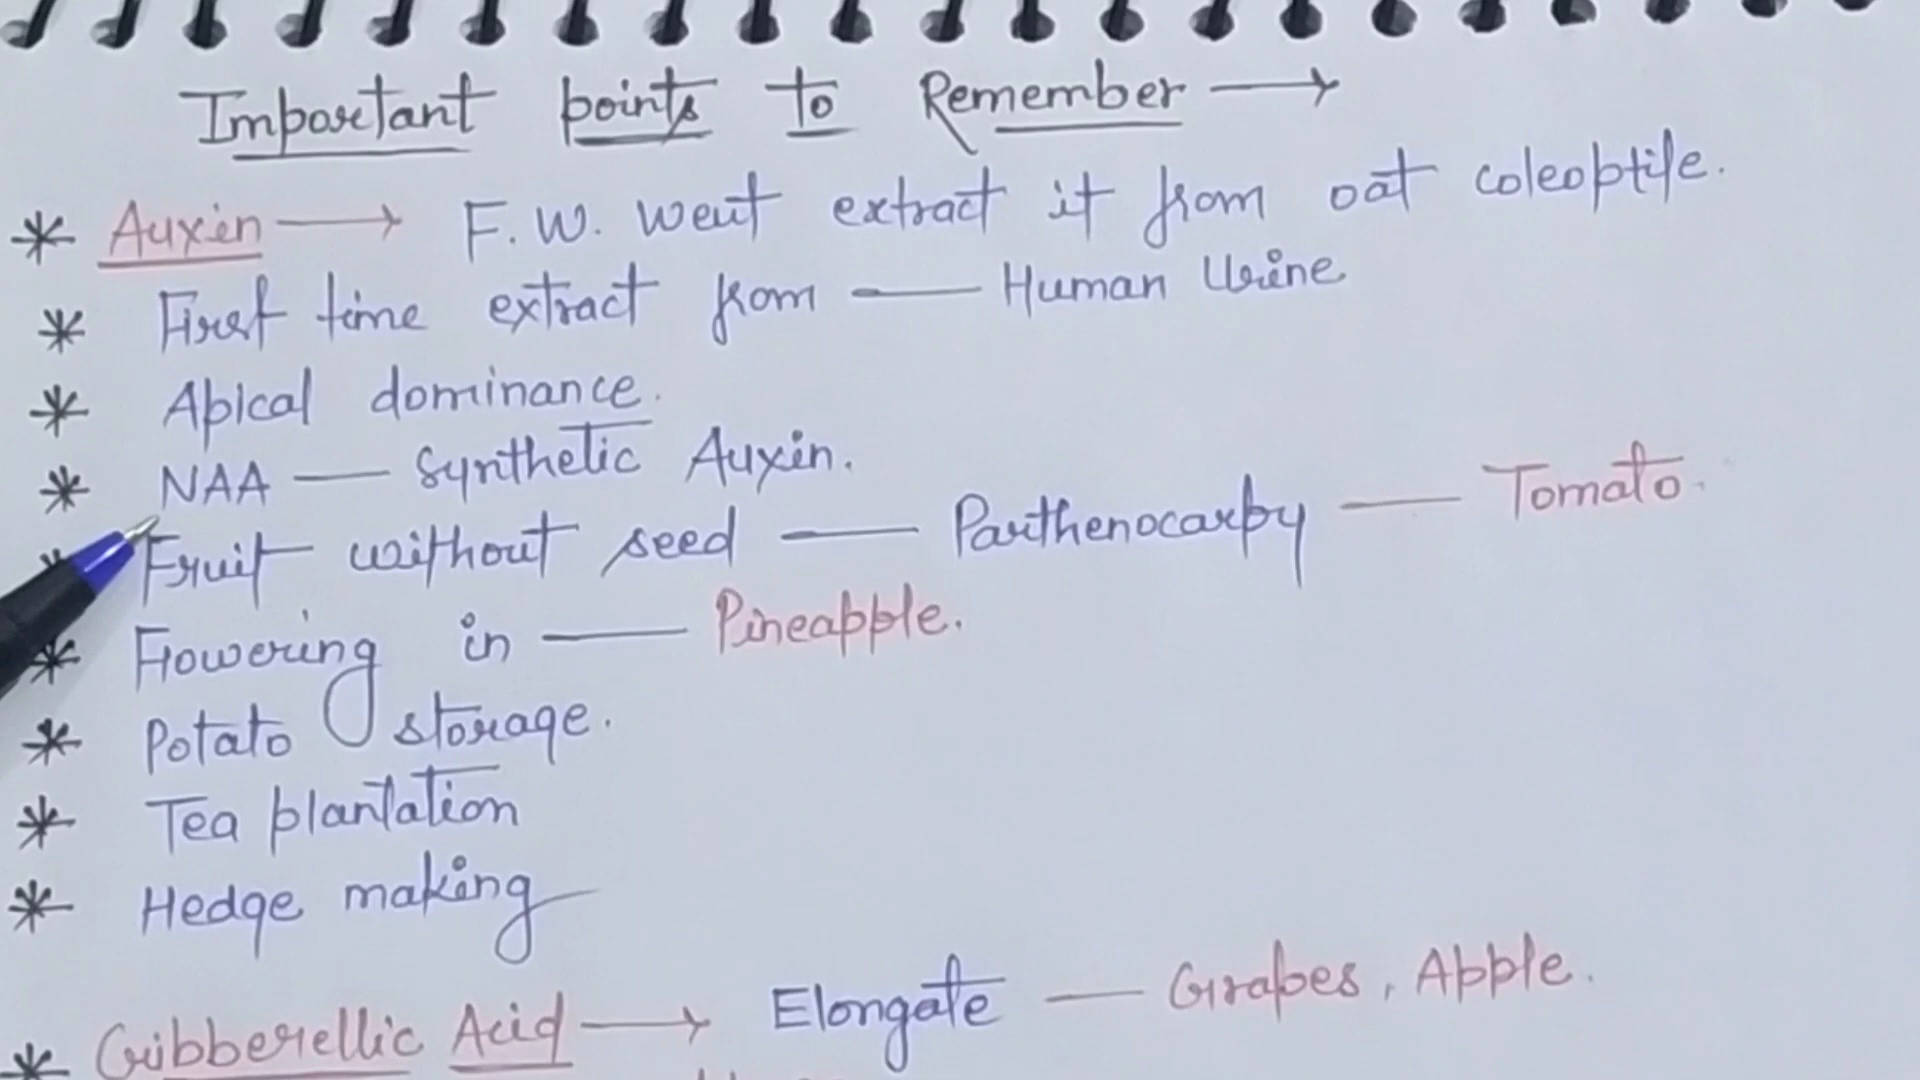 Important points to Remember →
* Auxin → F.W. Went extract it from oat coleoptile.
* First time extract from — Human Urine
* Apical dominance.
* NAA — Synthetic Auxin.
* Fruit without seed — Parthenocarpy — Tomato.
* Flowering in — Pineapple.
* Potato storage.
* Tea plantation
* Hedge making
* Gibberellic Acid → Elongate — Grapes, Apple.